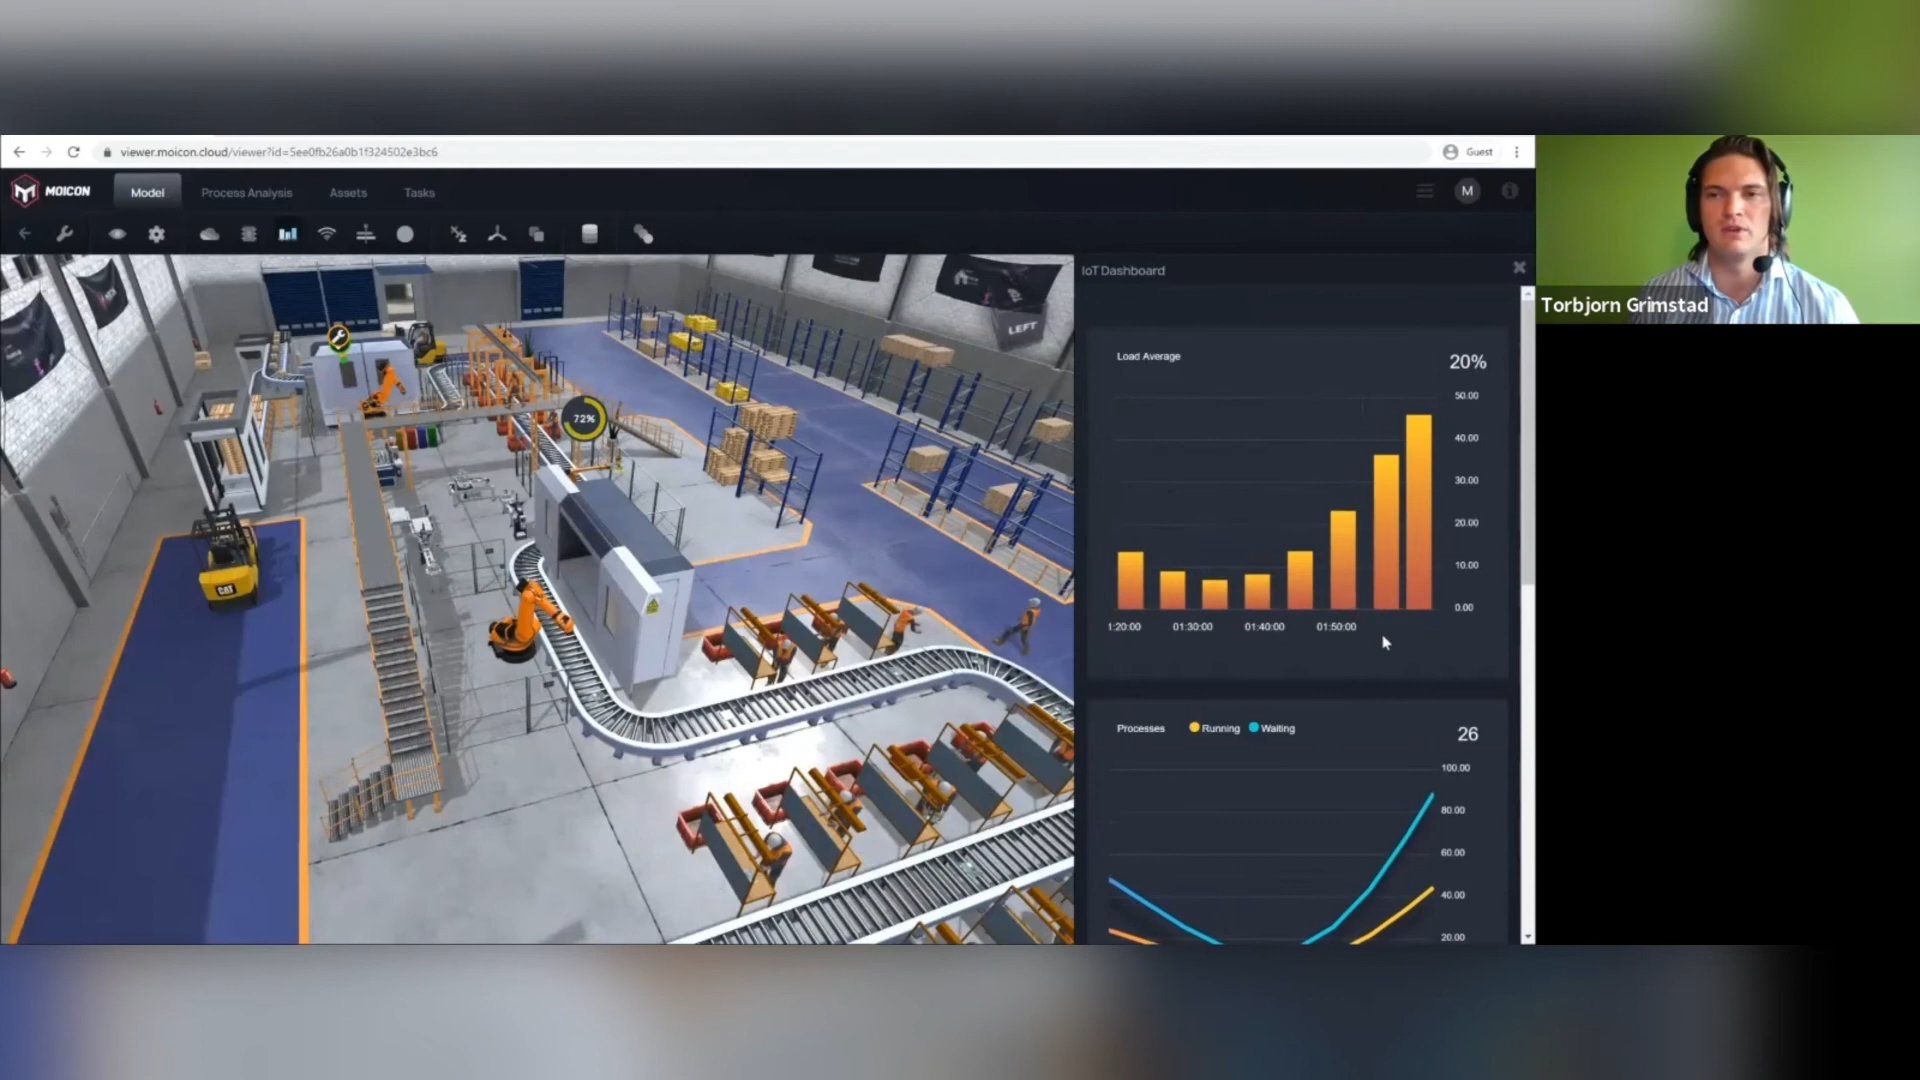 viewer.moicon.cloud/viewer?id=5ee0fb26a0b1f324502e3bc6
Guest
MOICON
Model
Process Analysis
Assets
Tasks
M
IoT Dashboard
Torbjorn Grimstad
LEFT
72%
CAT
Load Average
20%
50.00
40.00
30.00
20.00
10.00
0.00
1:20:00
01:30:00
01:40:00
01:50:00
Processes
Running
Waiting
26
100.00
80.00
60.00
40.00
20.00